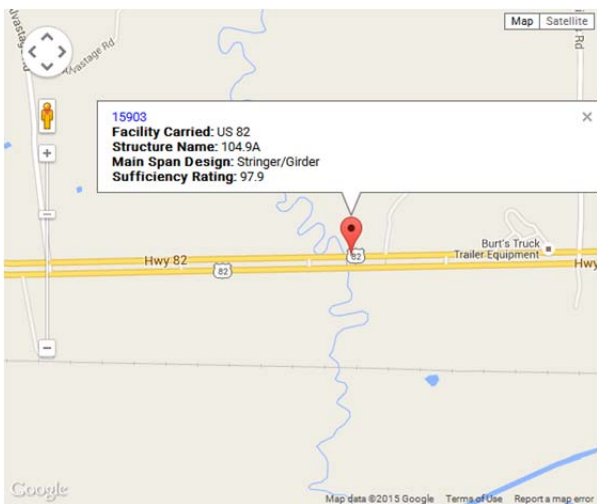 Map Satellite
Alvastage Rd
15903
Facility Carried: US 82
Structure Name: 104.9A
Main Span Design: Stringer/Girder
Sufficiency Rating: 97.9
Burt's Truck
Trailer Equipment
Hwy 82
82
82
Hwy
Google
Map data ©2015 Google Terms of Use Report a map error